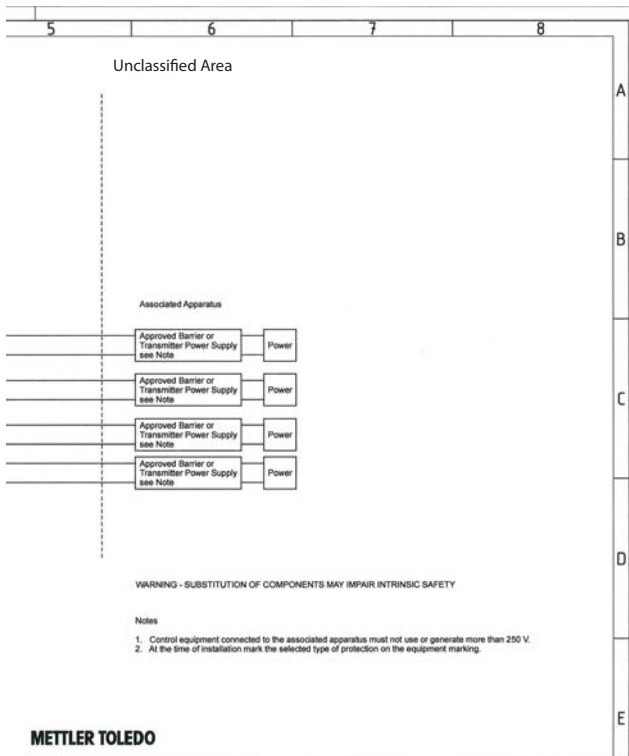 5 6 7 8
Unclassified Area
A
B
Associated Apparatus
Approved Barrier or
Transmitter Power Supply
see Note
Power
C
Approved Barrier or
Transmitter Power Supply
see Note
Power
Approved Barrier or
Transmitter Power Supply
see Note
Power
Approved Barrier or
Transmitter Power Supply
see Note
Power
D
WARNING - SUBSTITUTION OF COMPONENTS MAY IMPAIR INTRINSIC SAFETY
Notes
1. Control equipment connected to the associated apparatus must not use or generate more than 250 V.
2. At the time of installation mark the selected type of protection on the equipment marking.
E
METTLER TOLEDO